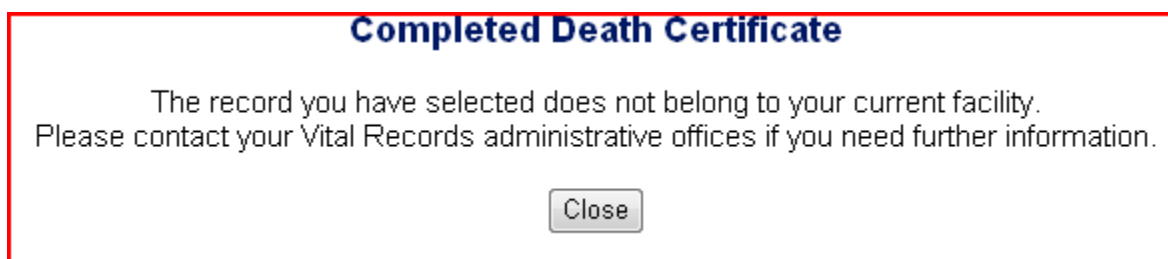 Completed Death Certificate
The record you have selected does not belong to your current facility.
Please contact your Vital Records administrative offices if you need further information.
Close